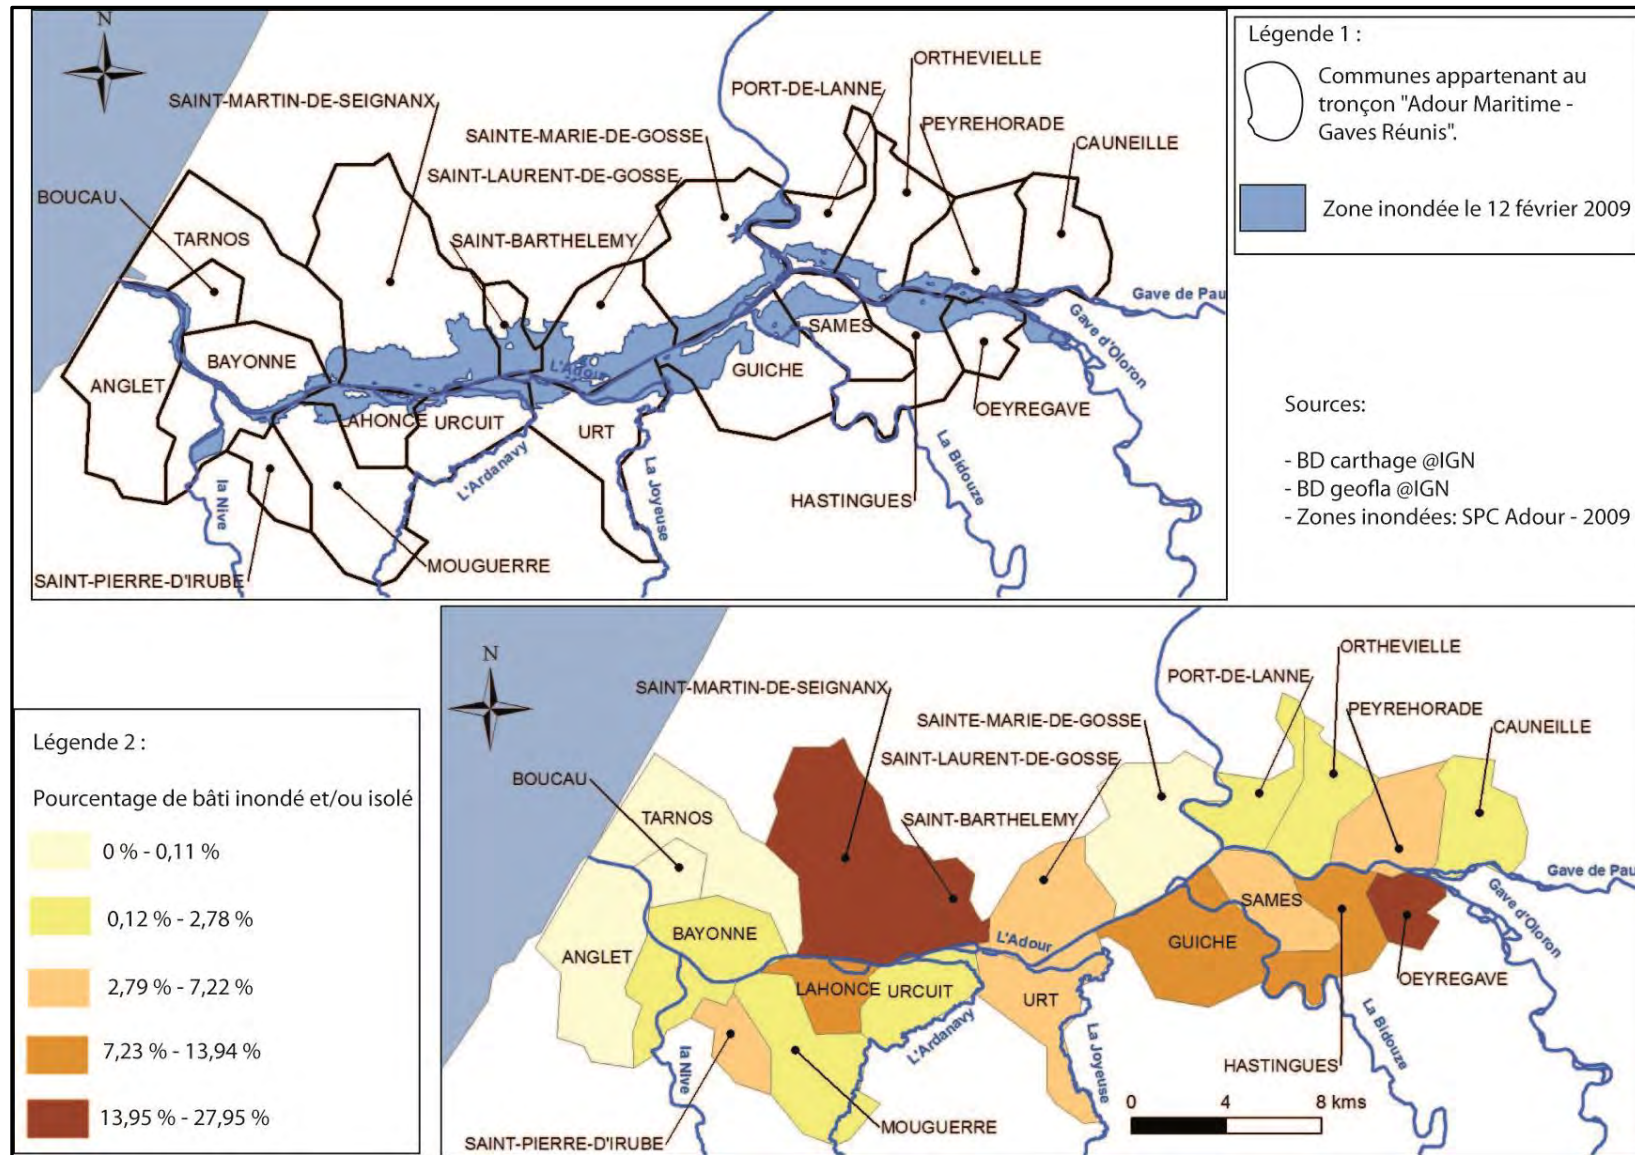 N
SAINT-MARTIN-DE-SEIGNANX
BOUCAU
TARNOS
SAINTE-MARIE-DE-GOSSE
SAINT-LAURENT-DE-GOSSE
SAINT-BARTHELEMY
PORT-DE-LANNE
ORTHEVIELLE
PEYREHORADE
CAUNEILLE
Gave de Pau
Gave d'Oloron
BAYONNE
ANGLET
L'Adour
LAHONCE
URCUIT
URT
GUICHE
SAMES
OEYREGAVE
HASTINGUES
La Bidouze
La Joyeuse
L'Ardanavy
la Nive
MOUGUERRE
SAINT-PIERRE-D'IRUBE
Légende 1 :
Communes appartenant au
tronçon "Adour Maritime -
Gaves Réunis".
Zone inondée le 12 février 2009
Sources:
- BD carthage @IGN
- BD geofla @IGN
- Zones inondées: SPC Adour - 2009
Légende 2 :
Pourcentage de bâti inondé et/ou isolé
0 % - 0,11 %
0,12 % - 2,78 %
2,79 % - 7,22 %
7,23 % - 13,94 %
13,95 % - 27,95 %
N
SAINT-MARTIN-DE-SEIGNANX
BOUCAU
TARNOS
SAINTE-MARIE-DE-GOSSE
SAINT-LAURENT-DE-GOSSE
SAINT-BARTHELEMY
PORT-DE-LANNE
ORTHEVIELLE
PEYREHORADE
CAUNEILLE
Gave de Pau
Gave d'Oloron
BAYONNE
ANGLET
L'Adour
LAHONCE
URCUIT
URT
GUICHE
SAMES
OEYREGAVE
HASTINGUES
La Bidouze
La Joyeuse
L'Ardanavy
la Nive
MOUGUERRE
SAINT-PIERRE-D'IRUBE
0 4 8 kms